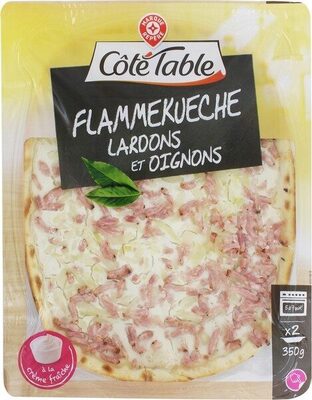 MARQUE
REPÈRE
Côté Table
FLAMMEKUECHE
LARDONS
ET OIGNONS
à la
crème fraîche
x2
350g